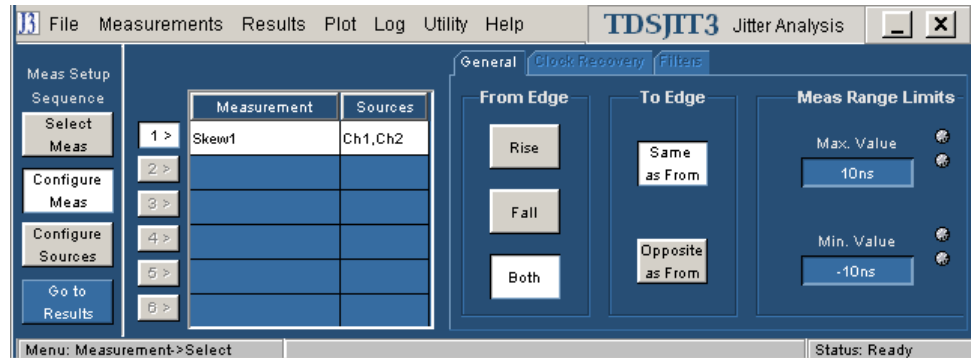 J3 File Measurements Results Plot Log Utility Help TDSJIT3 Jitter Analysis
Meas Setup
Sequence
Select
Meas
Configure
Meas
Configure
Sources
Go to
Results
Measurement Sources
1 > Skew1 Ch1,Ch2
2 >
3 >
4 >
5 >
6 >
General Clock Recovery Filters
From Edge
Rise
Fall
Both
To Edge
Same
as From
Opposite
as From
Meas Range Limits
Max. Value
10ns
Min. Value
-10ns
Menu: Measurement->Select Status: Ready